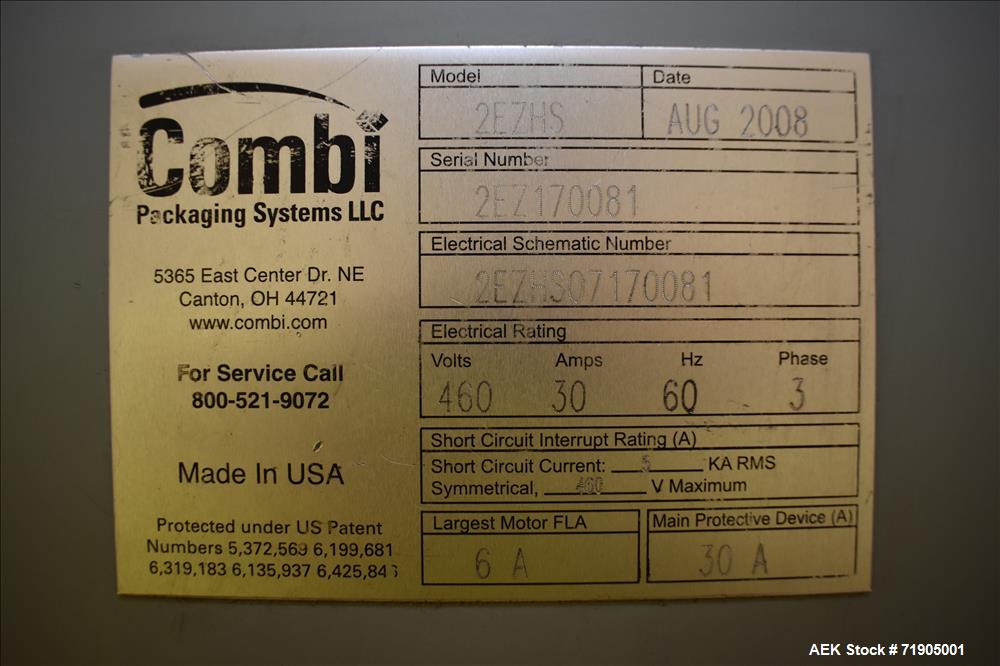 Combi
Packaging Systems LLC
5365 East Center Dr. NE
Canton, OH 44721
www.combi.com
For Service Call
800-521-9072
Made In USA
Protected under US Patent
Numbers 5,372,569 6,199,681
6,319,183 6,135,937
Model
2EZHS
Date
AUG 2008
Serial Number
2EZ170081
Electrical Schematic Number
2EZHS07170081
Electrical Rating
Volts Amps Hz Phase
460 30 60 3
Short Circuit Interrupt Rating (A)
Short Circuit Current: 5 KA RMS
Symmetrical, 460 V Maximum
Largest Motor FLA
6 A
Main Protective Device (A)
30 A
AEK Stock # 71905001